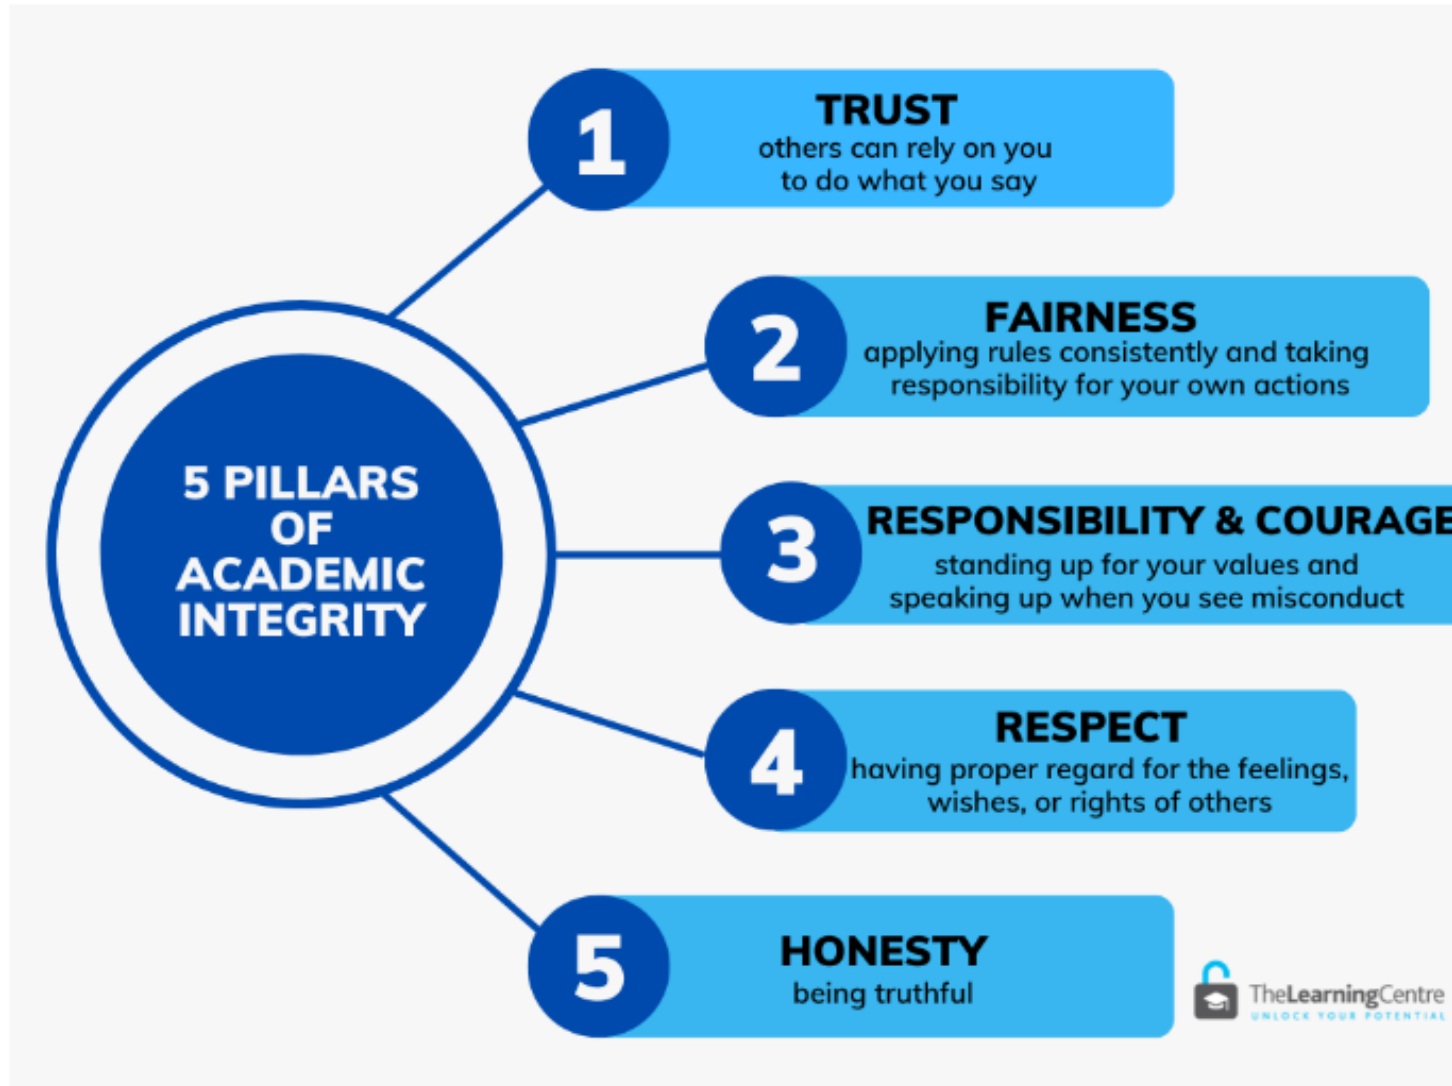 1
TRUST
others can rely on you
to do what you say
2
FAIRNESS
applying rules consistently and taking
responsibility for your own actions
5 PILLARS
OF
ACADEMIC
INTEGRITY
3
RESPONSIBILITY & COURAGE
standing up for your values and
speaking up when you see misconduct
4
RESPECT
having proper regard for the feelings,
wishes, or rights of others
5
HONESTY
being truthful
TheLearningCentre
UNLOCK YOUR POTENTIAL